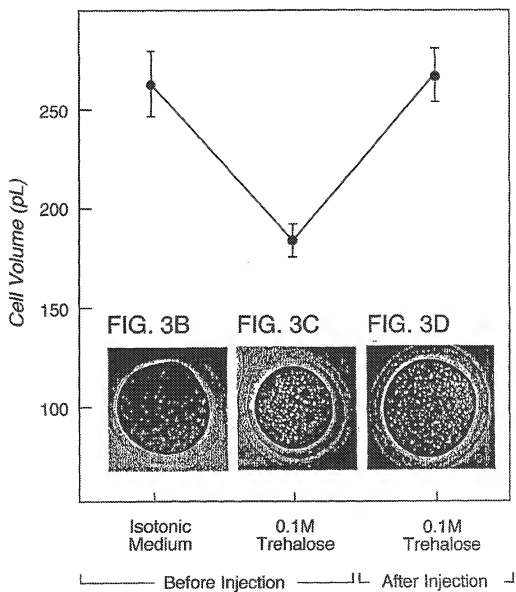 250
200
150
100
Cell Volume (pL)
FIG. 3B
FIG. 3C
FIG. 3D
Isotonic
Medium
0.1M
Trehalose
0.1M
Trehalose
Before Injection
After Injection